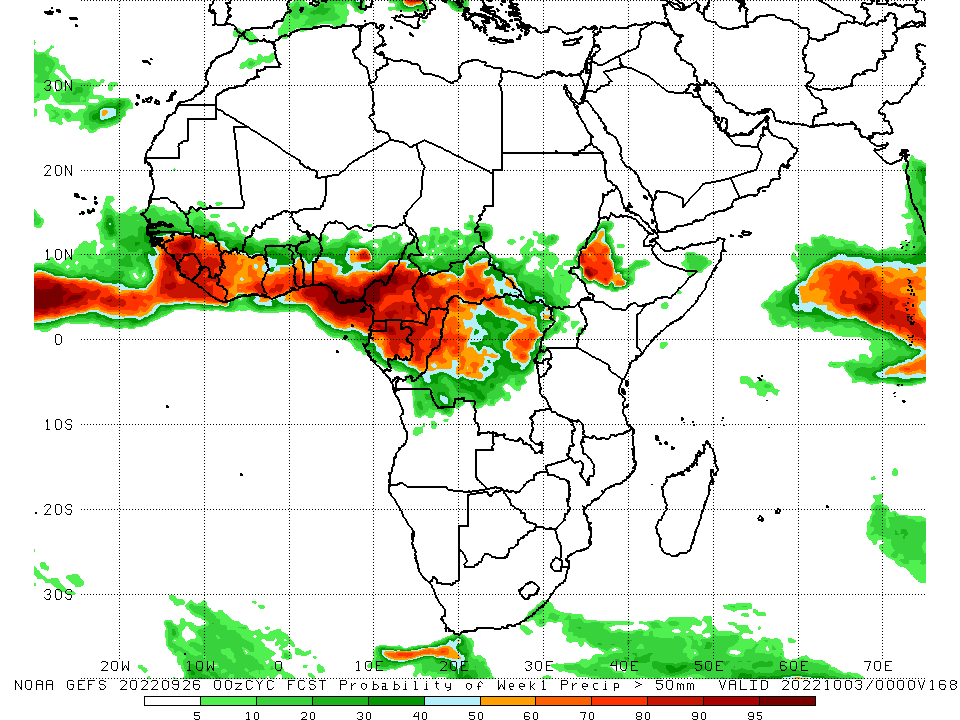 30N
20N
10N
0
10S
20S
30S
20W 10W 0 10E 20E 30E 40E 50E 60E 70E
NOAA GEFS 20220926 00zCYC FCST Probability of Week1 Precip > 50mm VALID 20221003/0000V168
5 10 20 30 40 50 60 70 80 90 95